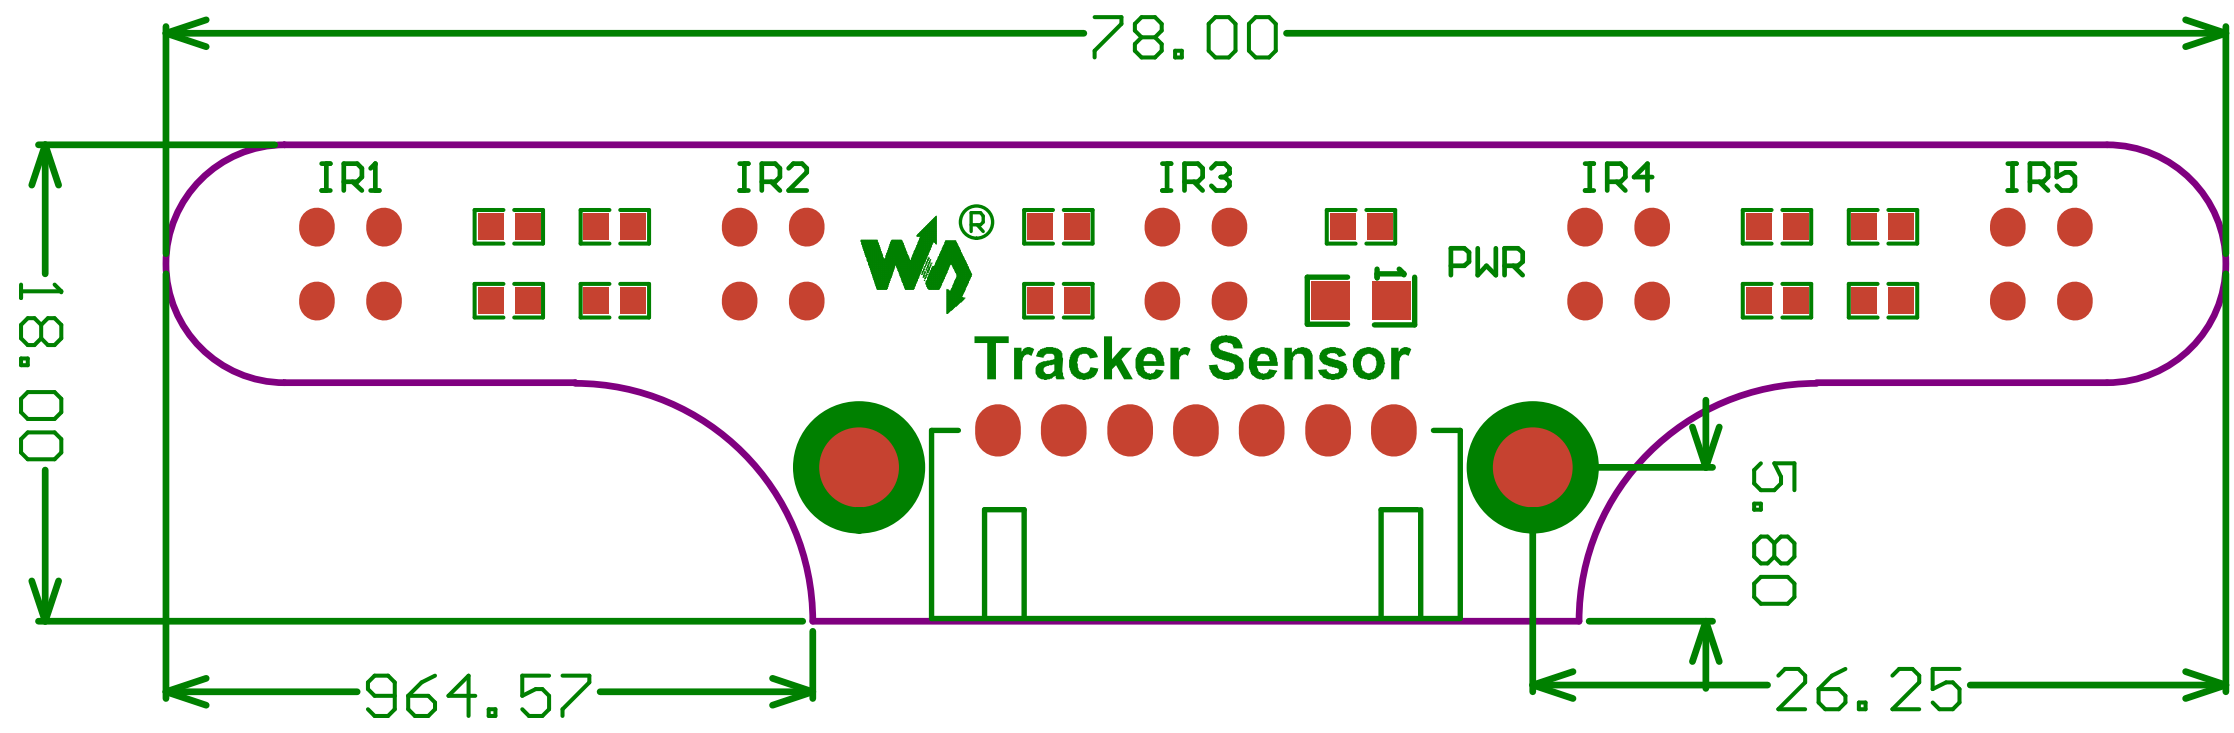 78.00
IR1 IR2 IR3 IR4 IR5
®
PWR
1
18.00
Tracker Sensor
5.80
964.57
26.25